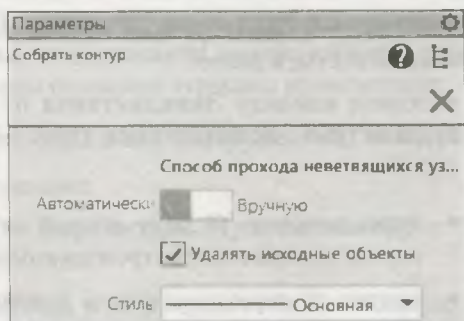 Параметры
Собрать контур
Способ прохода неветвящихся уз...
Автоматически Вручную
Удалять исходные объекты
Стиль Основная